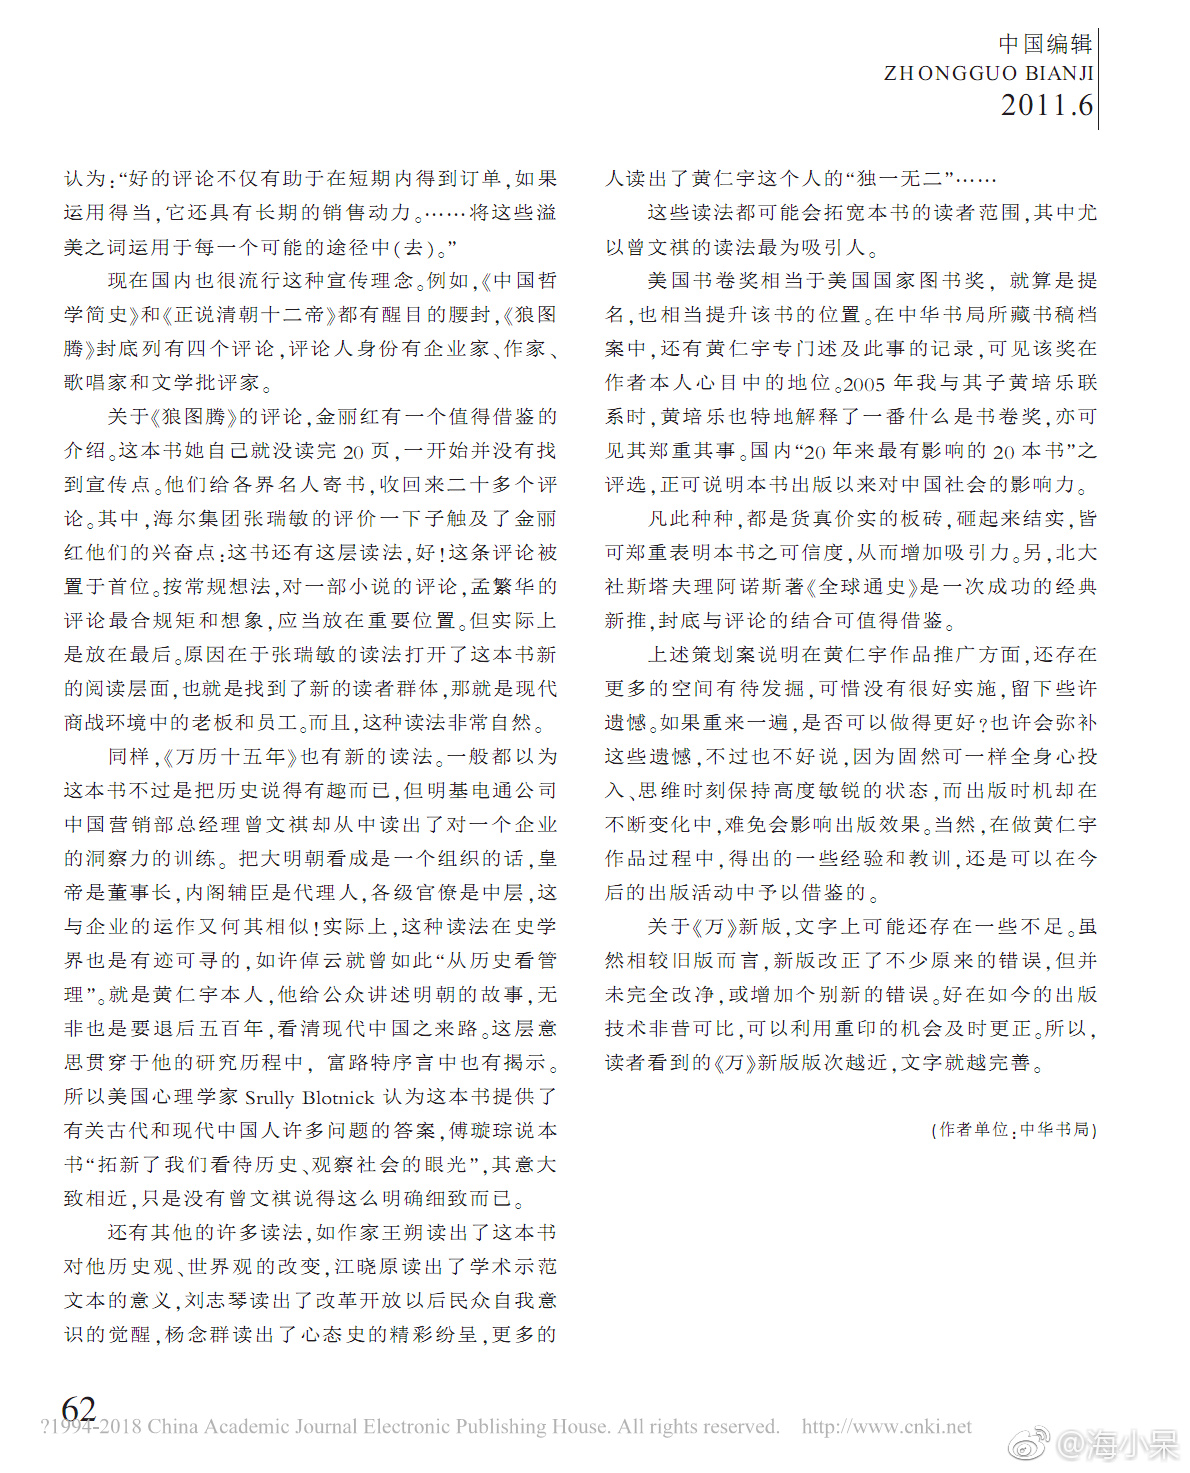 中国编辑
ZHONGGUO BIANJI
2011.6
认为:“好的评论不仅有助于在短期内得到订单,如果
运用得当,它还具有长期的销售动力。……将这些溢
美之词运用于每一个可能的途径中(去)。”
现在国内也很流行这种宣传理念。例如,《中国哲
学简史》和《正说清朝十二帝》都有醒目的腰封,《狼图
腾》封底列有四个评论,评论人身份有企业家、作家、
歌唱家和文学批评家。
关于《狼图腾》的评论,金丽红有一个值得借鉴的
介绍。这本书她自己就没读完 20 页,一开始并没有找
到宣传点。他们给各界名人寄书,收回来二十多个评
论。其中,海尔集团张瑞敏的评价一下子触及了金丽
红他们的兴奋点:这书还有这层读法,好!这条评论被
置于首位。按常规想法,对一部小说的评论,孟繁华的
评论最合规矩和想象,应当放在重要位置。但实际上
是放在最后。原因在于张瑞敏的读法打开了这本书新
的阅读层面,也就是找到了新的读者群体,那就是现代
商战环境中的老板和员工。而且,这种读法非常自然。
同样,《万历十五年》也有新的读法。一般都以为
这本书不过是把历史说得有趣而已,但明基电通公司
中国营销部总经理曾文祺却从中读出了对一个企业
的洞察力的训练。 把大明朝看成是一个组织的话,皇
帝是董事长,内阁辅臣是代理人,各级官僚是中层,这
与企业的运作又何其相似!实际上,这种读法在史学
界也是有迹可寻的,如许倬云就曾如此“从历史看管
理”。就是黄仁宇本人,他给公众讲述明朝的故事,无
非也是要退后五百年,看清现代中国之来路。这层意
思贯穿于他的研究历程中, 富路特序言中也有揭示。
所以美国心理学家 Srully Blotnick 认为这本书提供了
有关古代和现代中国人许多问题的答案,傅璇琮说本
书“拓新了我们看待历史、观察社会的眼光”,其意大
致相近,只是没有曾文祺说得这么明确细致而已。
还有其他的许多读法,如作家王朔读出了这本书
对他历史观、世界观的改变,江晓原读出了学术示范
文本的意义,刘志琴读出了改革开放以后民众自我意
识的觉醒,杨念群读出了心态史的精彩纷呈,更多的
人读出了黄仁宇这个人的“独一无二”……
这些读法都可能会拓宽本书的读者范围,其中尤
以曾文祺的读法最为吸引人。
美国书卷奖相当于美国国家图书奖, 就算是提
名,也相当提升该书的位置。在中华书局所藏书稿档
案中,还有黄仁宇专门述及此事的记录,可见该奖在
作者本人心目中的地位。2005 年我与其子黄培乐联
系时,黄培乐也特地解释了一番什么是书卷奖,亦可
见其郑重其事。国内“20 年来最有影响的 20 本书”之
评选,正可说明本书出版以来对中国社会的影响力。
凡此种种,都是货真价实的板砖,砸起来结实,皆
可郑重表明本书之可信度,从而增加吸引力。另,北大
社斯塔夫理阿诺斯著《全球通史》是一次成功的经典
新推,封底与评论的结合可值得借鉴。
上述策划案说明在黄仁宇作品推广方面,还存在
更多的空间有待发掘,可惜没有很好实施,留下些许
遗憾。如果重来一遍,是否可以做得更好?也许会弥补
这些遗憾,不过也不好说,因为固然可一样全身心投
入、思维时刻保持高度敏锐的状态,而出版时机却在
不断变化中,难免会影响出版效果。当然,在做黄仁宇
作品过程中,得出的一些经验和教训,还是可以在今
后的出版活动中予以借鉴的。
关于《万》新版,文字上可能还存在一些不足。虽
然相较旧版而言,新版改正了不少原来的错误,但并
未完全改净,或增加个别新的错误。好在如今的出版
技术非昔可比,可以利用重印的机会及时更正。所以,
读者看到的《万》新版版次越近,文字就越完善。
(作者单位:中华书局)
62
?1994-2018 China Academic Journal Electronic Publishing House. All rights reserved. http://www.cnki.net
@海小呆